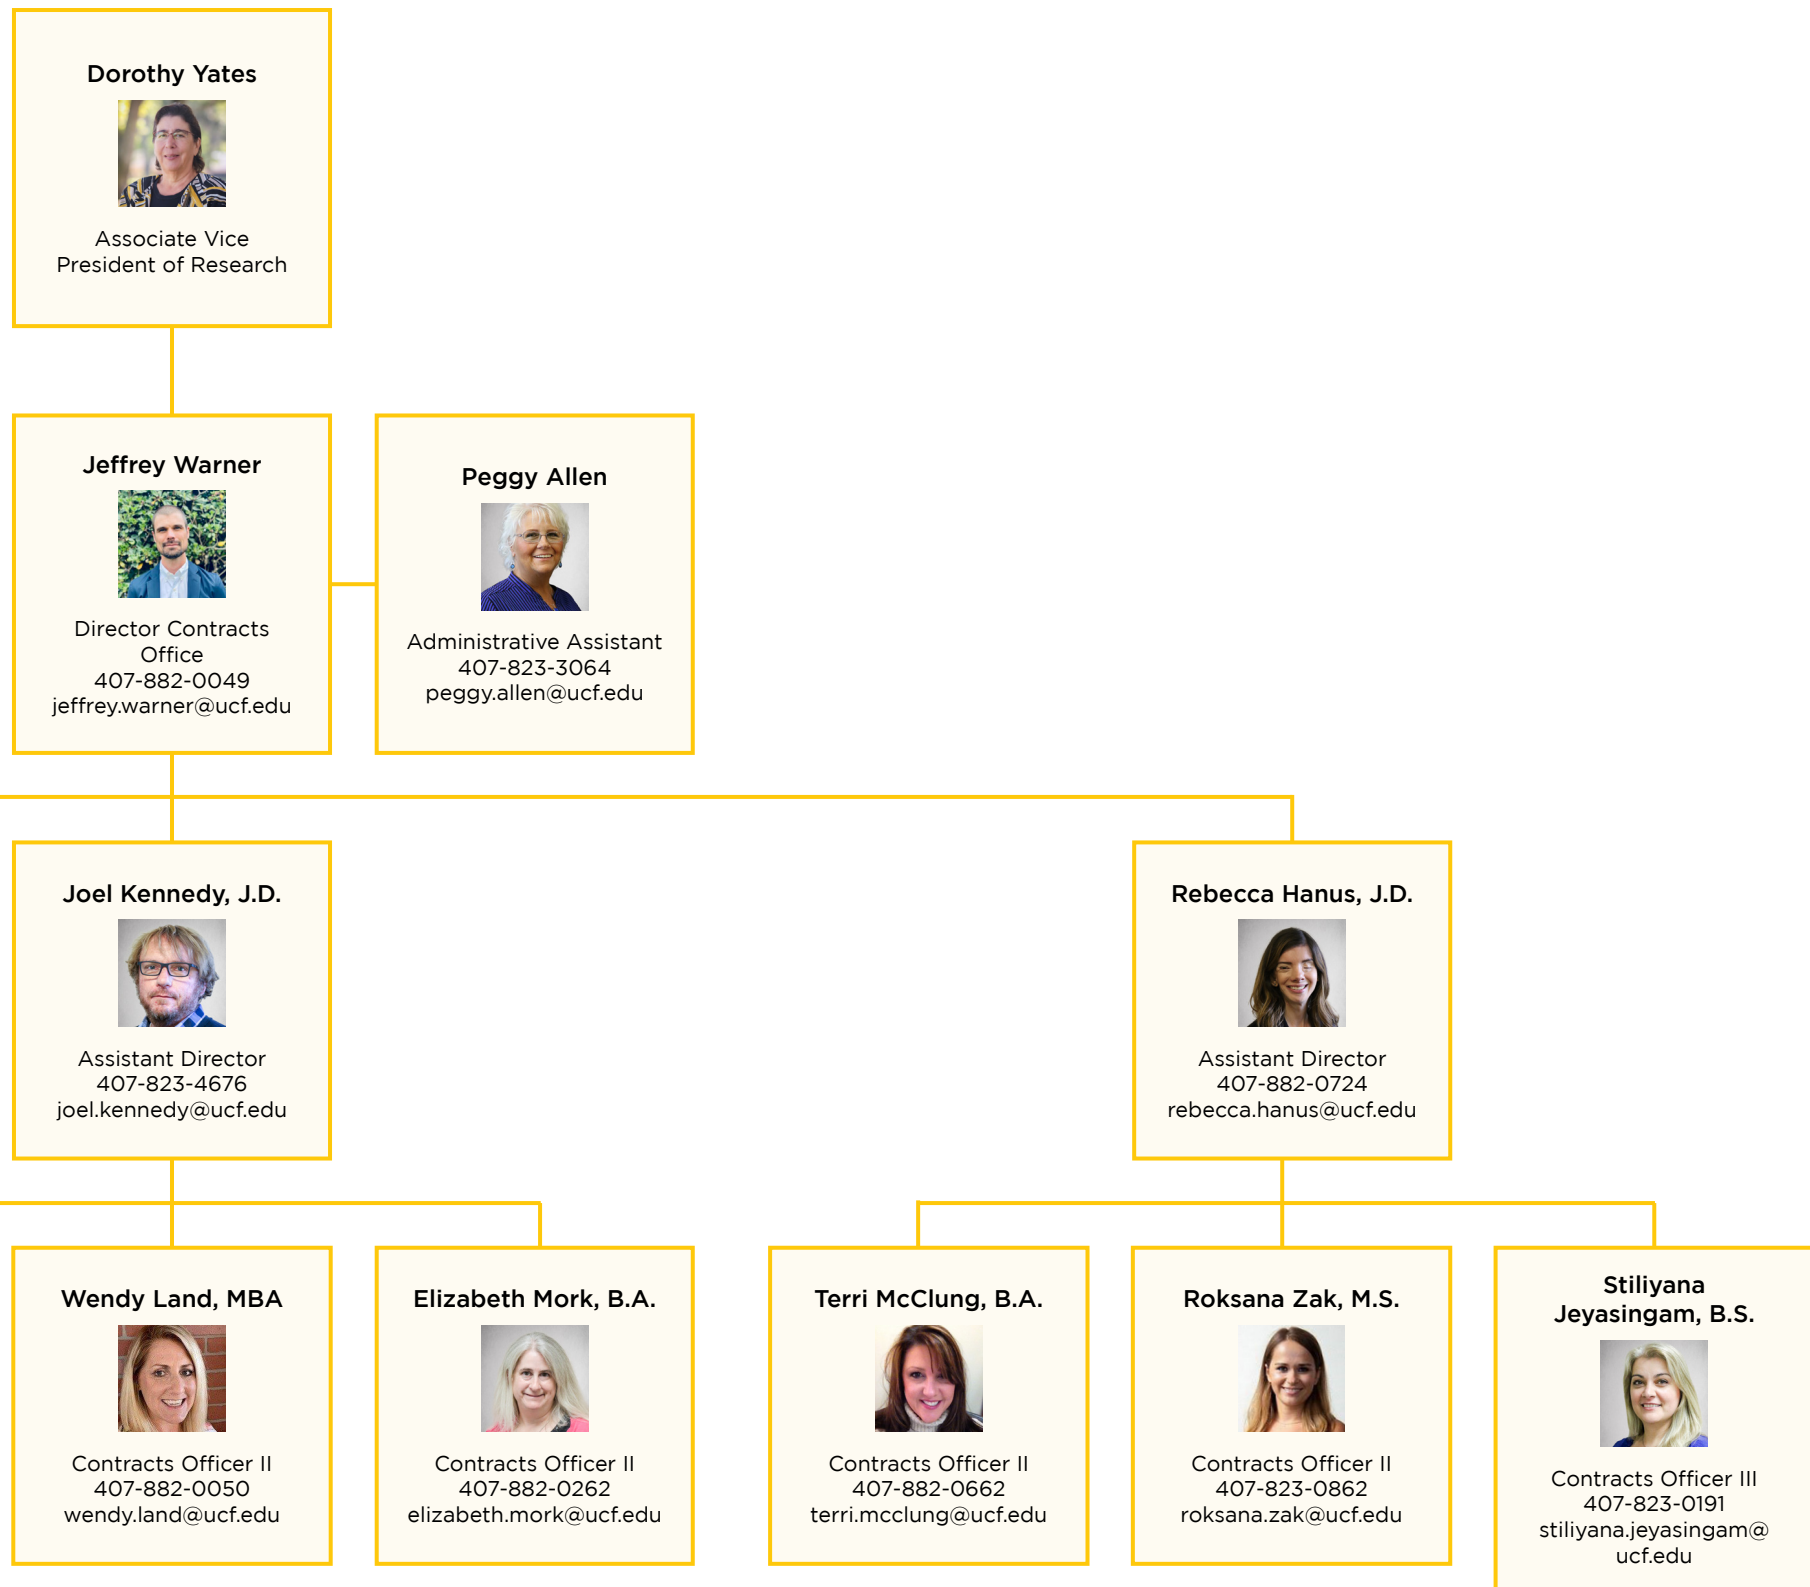 Dorothy Yates
Associate Vice
President of Research
Jeffrey Warner
Director Contracts
Office
407-882-0049
jeffrey.warner@ucf.edu
Peggy Allen
Administrative Assistant
407-823-3064
peggy.allen@ucf.edu
Joel Kennedy, J.D.
Assistant Director
407-823-4676
joel.kennedy@ucf.edu
Rebecca Hanus, J.D.
Assistant Director
407-882-0724
rebecca.hanus@ucf.edu
Wendy Land, MBA
Contracts Officer II
407-882-0050
wendy.land@ucf.edu
Elizabeth Mork, B.A.
Contracts Officer II
407-882-0262
elizabeth.mork@ucf.edu
Terri McClung, B.A.
Contracts Officer II
407-882-0662
terri.mcclung@ucf.edu
Roksana Zak, M.S.
Contracts Officer II
407-823-0862
roksana.zak@ucf.edu
Stiliyana
Jeyasingam, B.S.
Contracts Officer III
407-823-0191
stiliyana.jeyasingam@
ucf.edu